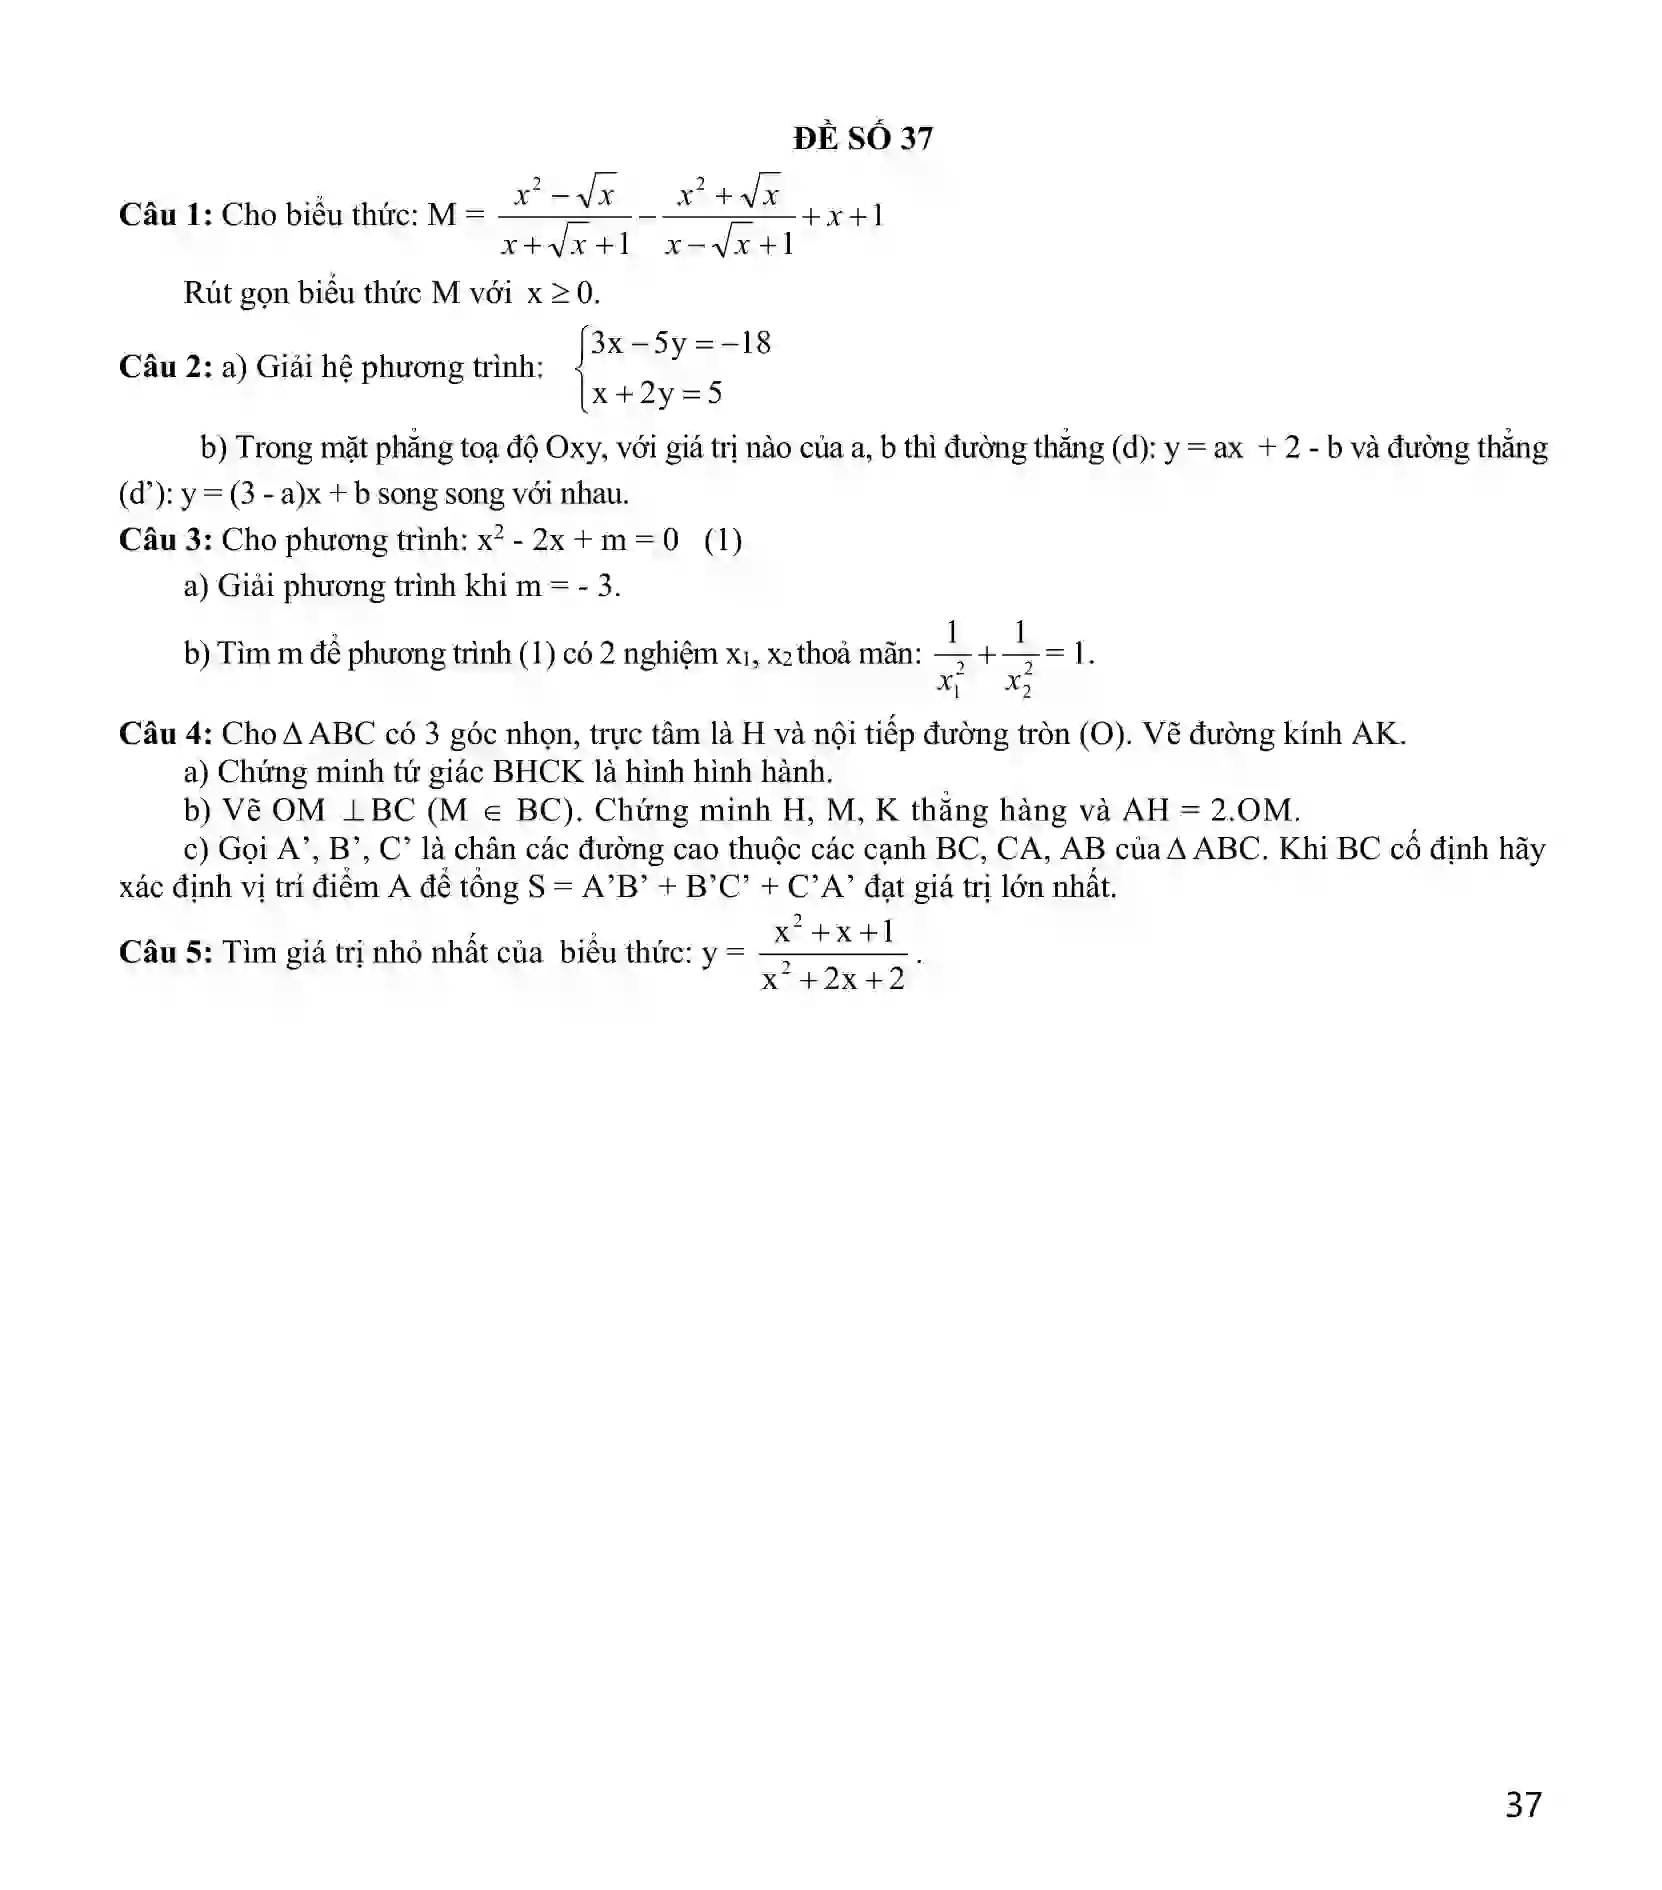 ĐỀ SỐ 37
Câu 1: Cho biểu thức: M = \frac{x^2 - \sqrt{x}}{x + \sqrt{x} + 1} - \frac{x^2 + \sqrt{x}}{x - \sqrt{x} + 1} + x + 1
Rút gọn biểu thức M với x ≥ 0.
Câu 2: a) Giải hệ phương trình: \begin{cases} 3x - 5y = -18 \\ x + 2y = 5 \end{cases}
b) Trong mặt phẳng toạ độ Oxy, với giá trị nào của a, b thì đường thẳng (d): y = ax + 2 - b và đường thẳng
(d’): y = (3 - a)x + b song song với nhau.
Câu 3: Cho phương trình: x² - 2x + m = 0 (1)
a) Giải phương trình khi m = - 3.
b) Tìm m để phương trình (1) có 2 nghiệm x₁, x₂ thoả mãn: \frac{1}{x_1^2} + \frac{1}{x_2^2} = 1.
Câu 4: Cho Δ ABC có 3 góc nhọn, trực tâm là H và nội tiếp đường tròn (O). Vẽ đường kính AK.
a) Chứng minh tứ giác BHCK là hình hình hành.
b) Vẽ OM ⊥ BC (M ∈ BC). Chứng minh H, M, K thẳng hàng và AH = 2.OM.
c) Gọi A’, B’, C’ là chân các đường cao thuộc các cạnh BC, CA, AB của Δ ABC. Khi BC cố định hãy
xác định vị trí điểm A để tổng S = A’B’ + B’C’ + C’A’ đạt giá trị lớn nhất.
Câu 5: Tìm giá trị nhỏ nhất của biểu thức: y = \frac{x^2 + x + 1}{x^2 + 2x + 2}.
37